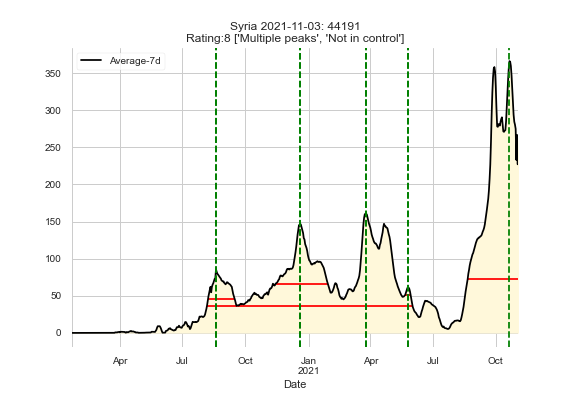 Syria 2021-11-03: 44191
Rating:8 ['Multiple peaks', 'Not in control']
Average-7d
350
300
250
200
150
100
50
0
Apr
Jul
Oct
Jan
2021
Apr
Jul
Oct
Date